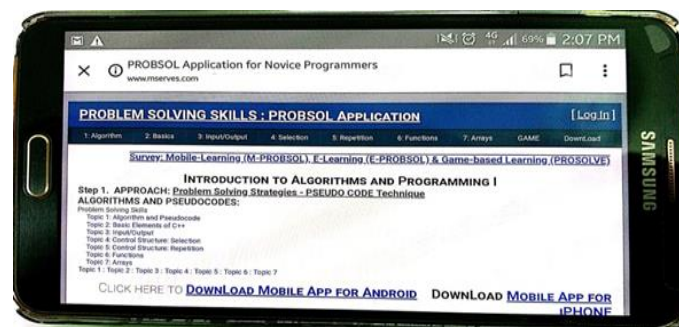 4G 69% 2:07 PM
PROBSOL Application for Novice Programmers
www.mserves.com
PROBLEM SOLVING SKILLS : PROBSOL APPLICATION [Log In]
1: Algorithm 2: Basics 3: Input/Output 4: Selection 5: Repetition 6: Functions 7: Arrays GAME DownLoad
Survey: Mobile-Learning (M-PROBSOL), E-Learning (E-PROBSOL) & Game-based Learning (PROSOLVE)
INTRODUCTION TO ALGORITHMS AND PROGRAMMING I
Step 1. APPROACH: Problem Solving Strategies - PSEUDO CODE Technique
ALGORITHMS AND PSEUDOCODES:
Problem Solving Skills
Topic 1: Algorithm and Pseudocode
Topic 2: Basic Elements of C++
Topic 3: Input/Output
Topic 4: Control Structure: Selection
Topic 5: Control Structure: Repetition
Topic 6: Functions
Topic 7: Arrays
Topic 1 : Topic 2 : Topic 3 : Topic 4 : Topic 5 : Topic 6 : Topic 7
CLICK HERE TO DOWNLOAD MOBILE APP FOR ANDROID DOWNLOAD MOBILE APP FOR
IPHONE
SAMSUNG